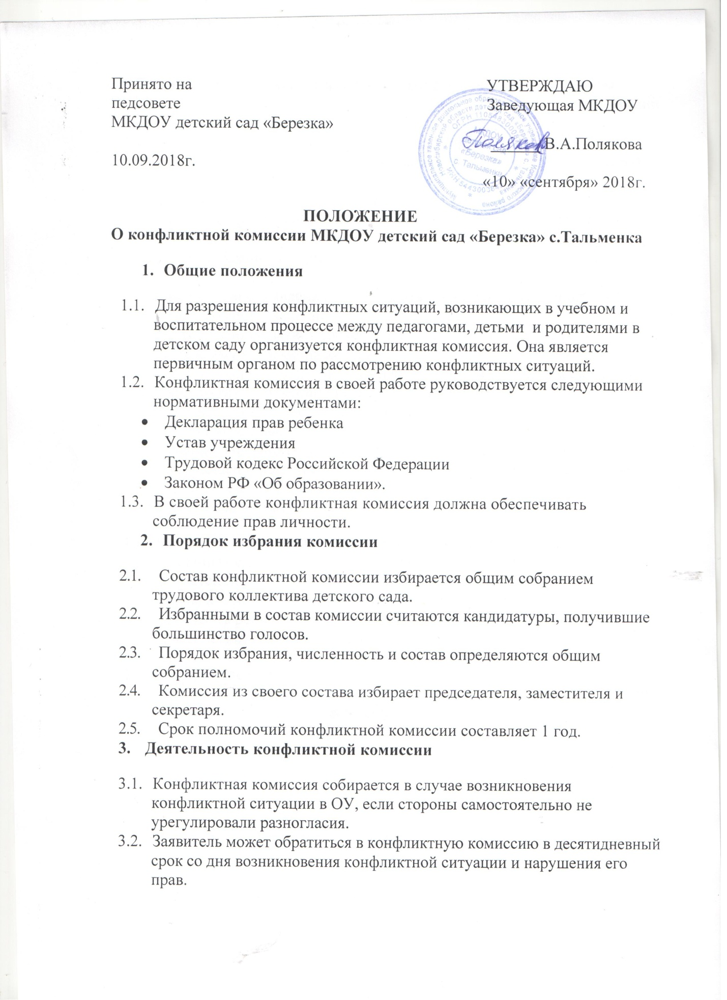 Принято на
педсовете
МКДОУ детский сад «Березка»
10.09.2018г.
УТВЕРЖДАЮ
Заведующая МКДОУ
В.А.Полякова
«10» «сентября» 2018г.
МКДОУ
детский сад
«Березка»
с. Тальменка
ПОЛОЖЕНИЕ
О конфликтной комиссии МКДОУ детский сад «Березка» с.Тальменка
1. Общие положения
1.1. Для разрешения конфликтных ситуаций, возникающих в учебном и
воспитательном процессе между педагогами, детьми и родителями в
детском саду организуется конфликтная комиссия. Она является
первичным органом по рассмотрению конфликтных ситуаций.
1.2. Конфликтная комиссия в своей работе руководствуется следующими
нормативными документами:
• Декларация прав ребенка
• Устав учреждения
• Трудовой кодекс Российской Федерации
• Законом РФ «Об образовании».
1.3. В своей работе конфликтная комиссия должна обеспечивать
соблюдение прав личности.
2. Порядок избрания комиссии
2.1. Состав конфликтной комиссии избирается общим собранием
трудового коллектива детского сада.
2.2. Избранными в состав комиссии считаются кандидатуры, получившие
большинство голосов.
2.3. Порядок избрания, численность и состав определяются общим
собранием.
2.4. Комиссия из своего состава избирает председателя, заместителя и
секретаря.
2.5. Срок полномочий конфликтной комиссии составляет 1 год.
3. Деятельность конфликтной комиссии
3.1. Конфликтная комиссия собирается в случае возникновения
конфликтной ситуации в ОУ, если стороны самостоятельно не
урегулировали разногласия.
3.2. Заявитель может обратиться в конфликтную комиссию в десятидневный
срок со дня возникновения конфликтной ситуации и нарушения его
прав.